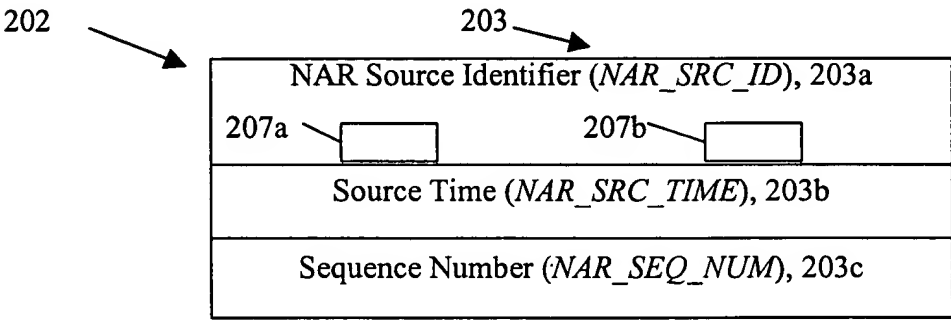 202
203
NAR Source Identifier (NAR_SRC_ID), 203a
207a
207b
Source Time (NAR_SRC_TIME), 203b
Sequence Number (NAR_SEQ_NUM), 203c